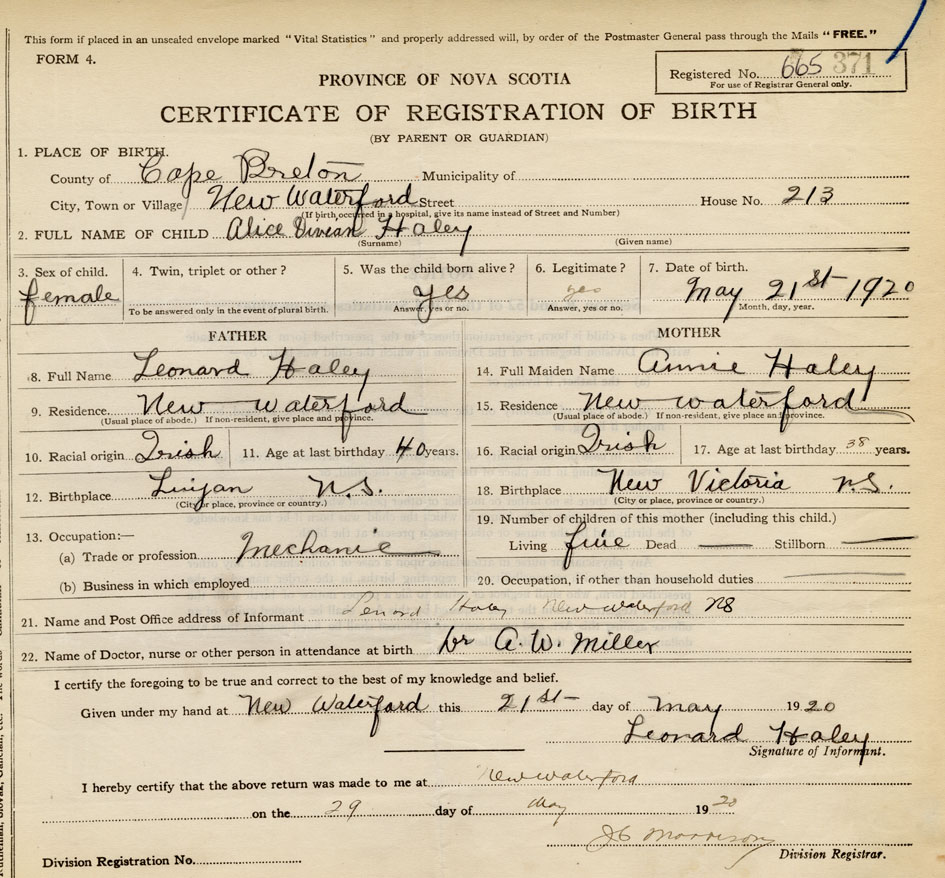 This form if placed in an unsealed envelope marked "Vital Statistics" and properly addressed will, by order of the Postmaster General pass through the Mails "FREE."
FORM 4.
Registered No. 665 371
For use of Registrar General only.
PROVINCE OF NOVA SCOTIA
CERTIFICATE OF REGISTRATION OF BIRTH
(BY PARENT OR GUARDIAN)
1. PLACE OF BIRTH.
County of Cape Breton Municipality of
City, Town or Village New Waterford Street House No. 213
(If birth occurred in a hospital, give its name instead of Street and Number)
2. FULL NAME OF CHILD Alice Vivean Haley
(Surname) (Given name)
3. Sex of child. 4. Twin, triplet or other? 5. Was the child born alive? 6. Legitimate? 7. Date of birth.
female yes yes May 21st 1920
To be answered only in the event of plural birth. Answer, yes or no. Answer, yes or no. Month, day, year.
FATHER MOTHER
8. Full Name Leonard Haley 14. Full Maiden Name Annie Haley
9. Residence New Waterford 15. Residence New Waterford
(Usual place of abode.) If non-resident, give place and province. (Usual place of abode.) If non-resident, give place and province.
10. Racial origin Irish 11. Age at last birthday 40 years. 16. Racial origin Irish 17. Age at last birthday 38 years.
12. Birthplace N.S. 18. Birthplace New Victoria N.S.
(City or place, province or country.) (City or place, province or country.)
13. Occupation:— 19. Number of children of this mother (including this child.)
(a) Trade or profession Mechanic Living five Dead Stillborn
(b) Business in which employed 20. Occupation, if other than household duties
21. Name and Post Office address of Informant Lenard Haley New Waterford NS
22. Name of Doctor, nurse or other person in attendance at birth Dr A. W. Miller
I certify the foregoing to be true and correct to the best of my knowledge and belief.
Given under my hand at New Waterford this 21st day of May 1920
Leonard Haley
Signature of Informant.
I hereby certify that the above return was made to me at New Waterford
on the 29 day of May 1920
JC Morrison
Division Registration No. Division Registrar.